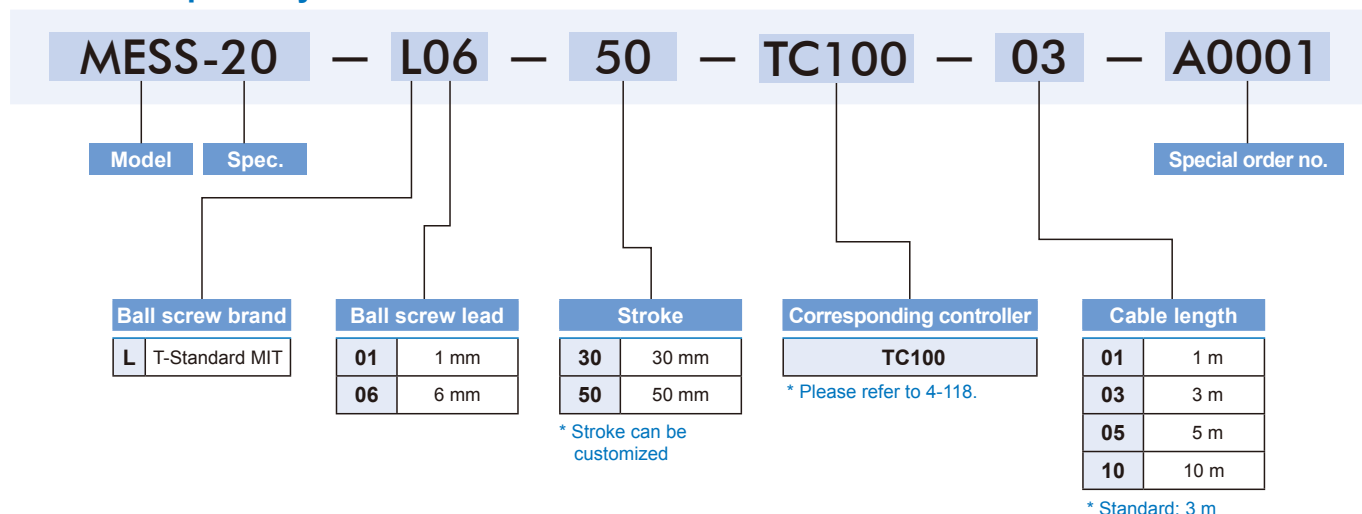 MESS-20 — L06 — 50 — TC100 — 03 — A0001
Model Spec. Special order no.
Ball screw brand
L T-Standard MIT
Ball screw lead
01 1 mm
06 6 mm
Stroke
30 30 mm
50 50 mm
* Stroke can be
customized
Corresponding controller
TC100
* Please refer to 4-118.
Cable length
01 1 m
03 3 m
05 5 m
10 10 m
* Standard: 3 m